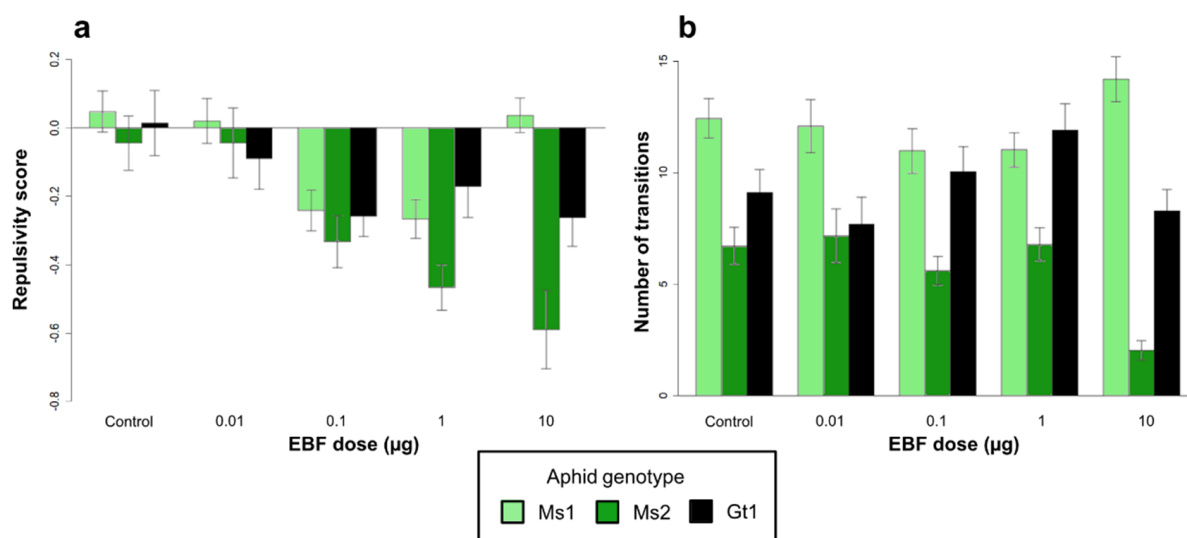 a
0.2
0.0
-0.2
-0.4
-0.6
-0.8
Repulsivity score
Control 0.01 0.1 1 10
EBF dose (µg)
b
15
10
5
0
Number of transitions
Control 0.01 0.1 1 10
EBF dose (µg)
Aphid genotype
Ms1 Ms2 Gt1